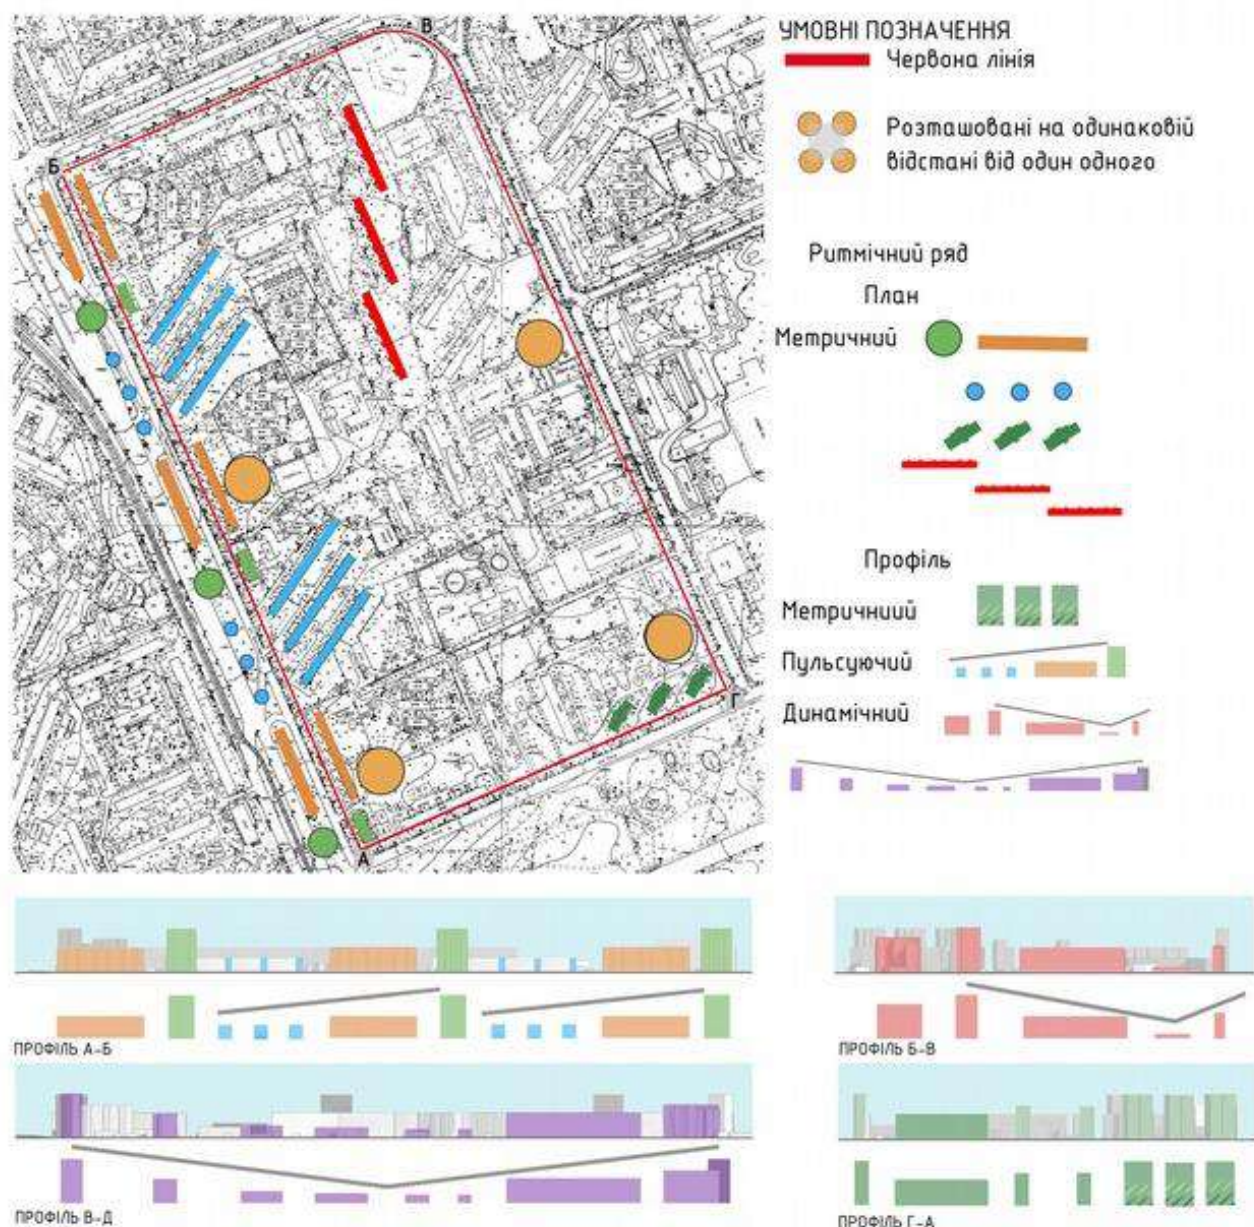 В
УМОВНІ ПОЗНАЧЕННЯ
Червона лінія
Розташовані на одинаковій
відстані від один одного
Б
Ритмічний ряд
План
Метричний
Профіль
Метричниий
Пульсуючий
Г
Динамічний
А
ПРОФІЛЬ А-Б
ПРОФІЛЬ Б-В
ПРОФІЛЬ В-Д
ПРОФІЛЬ Г-А